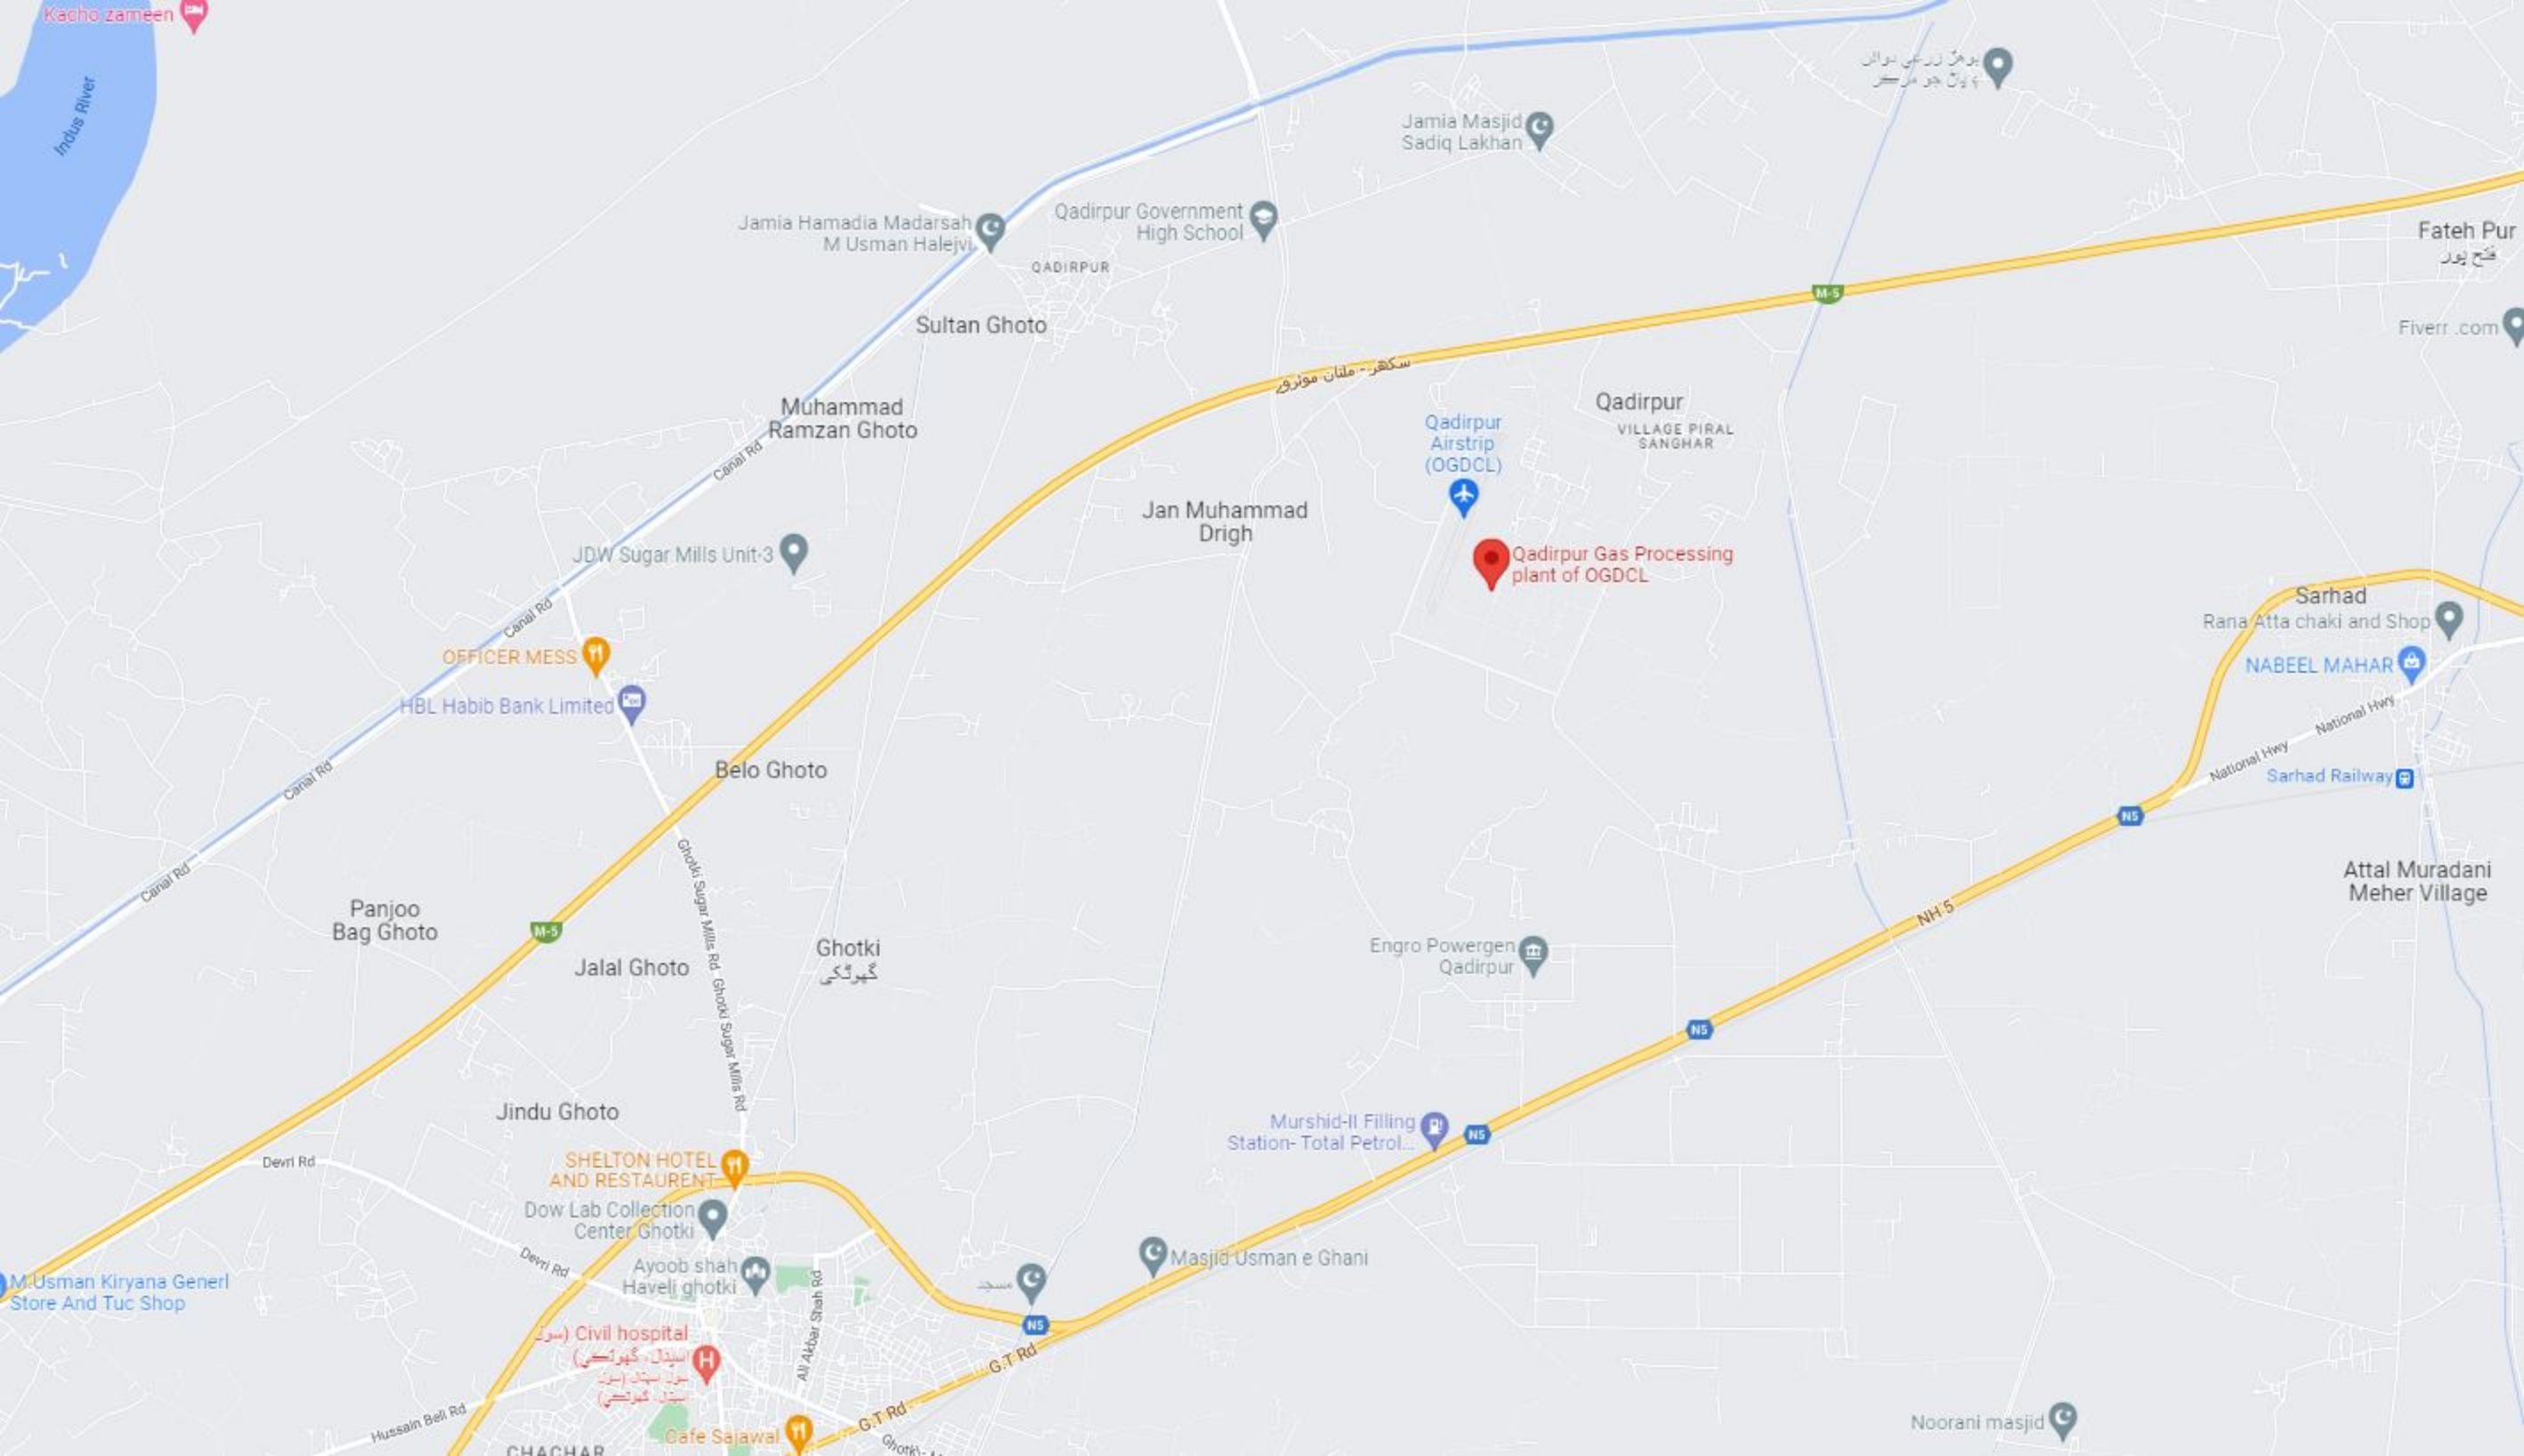 Kacho zameen
Indus River
Jamia Masjid
Sadiq Lakhan
Jamia Hamadia Madarsah
M Usman Halejvi
Qadirpur Government
High School
QADIRPUR
Sultan Ghoto
Fateh Pur
فتح پور
M-5
Fiverr .com
سکھر - ملتان موٹروے
Muhammad
Ramzan Ghoto
Canal Rd
Qadirpur
VILLAGE PIRAL
SANGHAR
Qadirpur
Airstrip
(OGDCL)
Jan Muhammad
Drigh
JDW Sugar Mills Unit-3
Qadirpur Gas Processing
plant of OGDCL
Canal Rd
Sarhad
Rana Atta chaki and Shop
OFFICER MESS
NABEEL MAHAR
HBL Habib Bank Limited
National Hwy
National Hwy
Belo Ghoto
Canal Rd
Sarhad Railway
N5
Canal Rd
Ghotki Sugar Mills Rd
Attal Muradani
Meher Village
Panjoo
Bag Ghoto
M-5
NH 5
Jalal Ghoto
Ghotki
گھوٹکی
Engro Powergen
Qadirpur
Ghotki Sugar Mills Rd
N5
Jindu Ghoto
Murshid-II Filling
Station- Total Petrol...
N5
Devri Rd
SHELTON HOTEL
AND RESTAURENT
Dow Lab Collection
Center Ghotki
Devri Rd
Ayoob shah
Haveli ghotki
Ali Akbar Shah Rd
مسجد
Masjid Usman e Ghani
M.Usman Kiryana Generl
Store And Tuc Shop
N5
Civil hospital (سول
اسپتال، گھوٹکی)
G.T Rd
Hussain Beli Rd
G.T Rd
Cafe Sajawal
Noorani masjid
CHACHAR